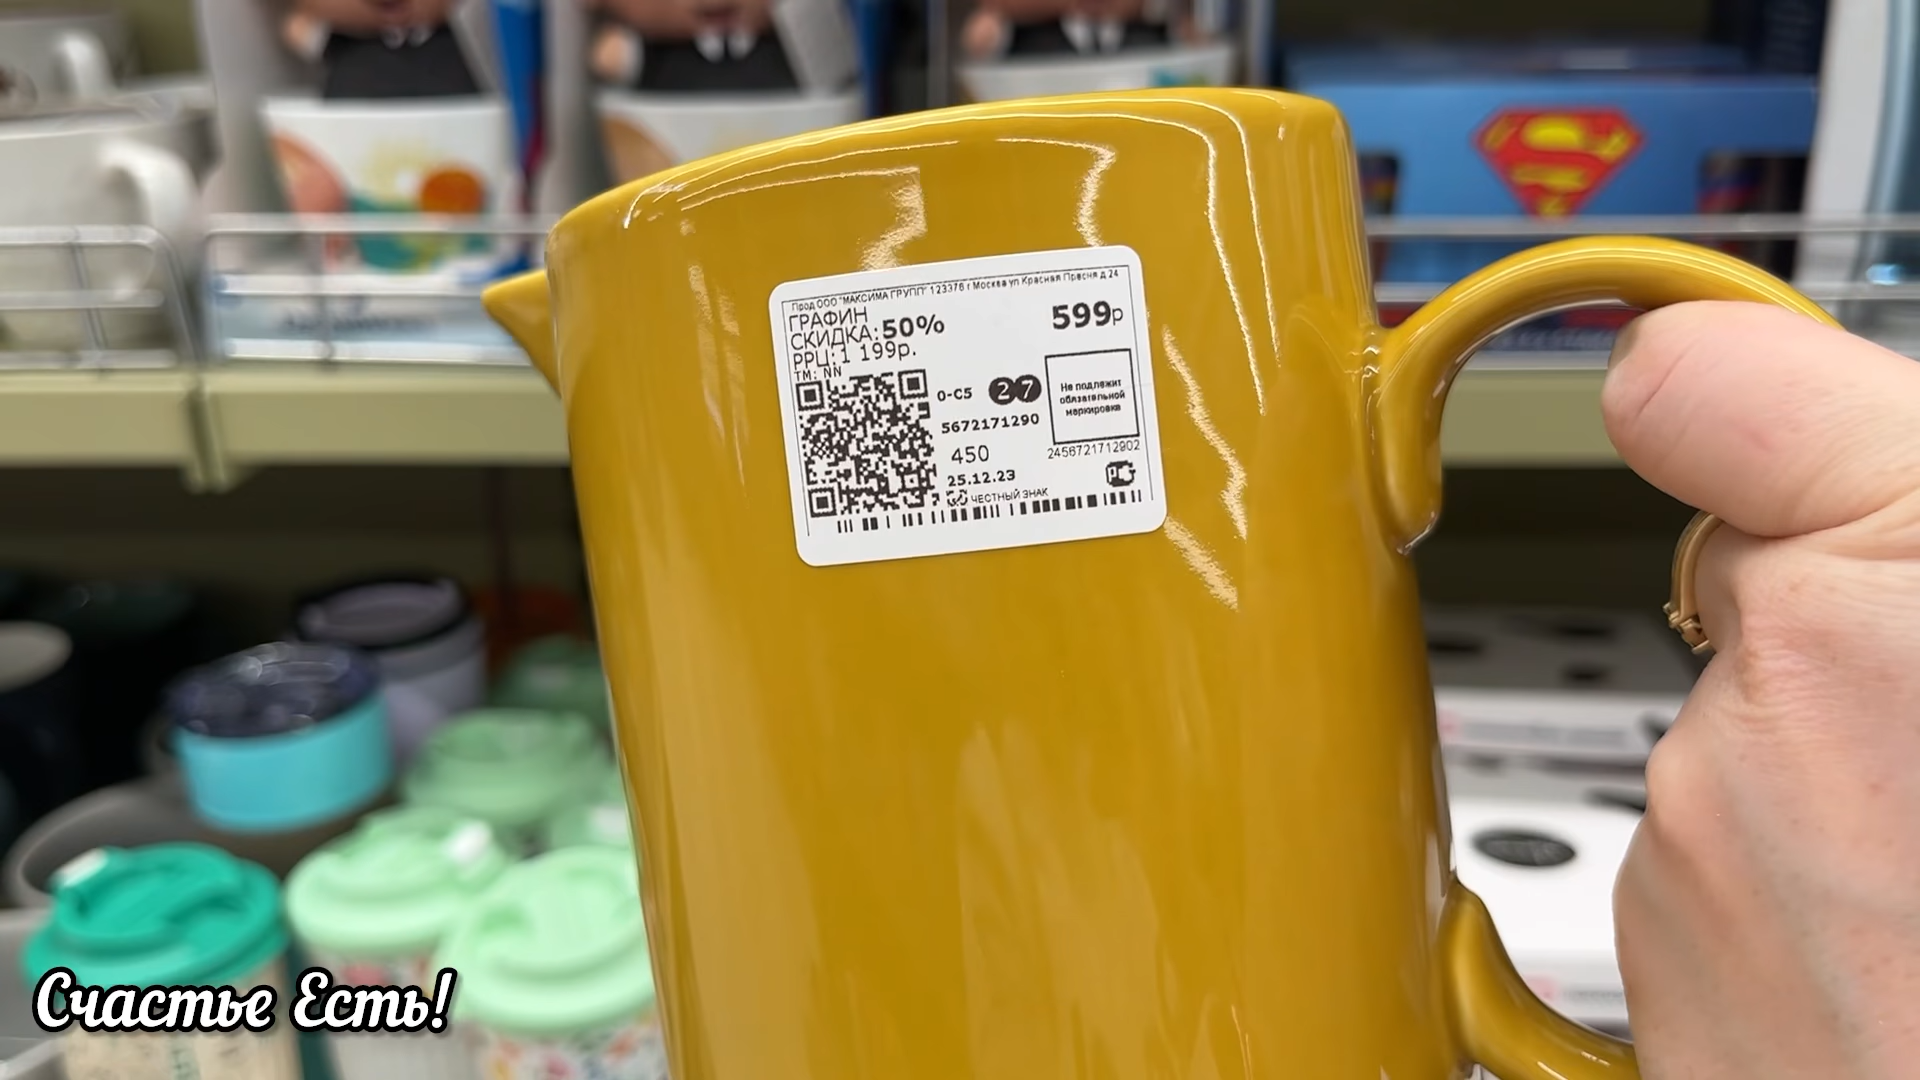 Прод ООО "МАКСИМА ГРУПП" 123376 г Москва ул Красная Пресня д 24
ГРАФИН
СКИДКА: 50%
599р
РРЦ: 1 199р.
ТМ: NN
0-C5 27
Не подлежит
обязательной
маркировке
5672171290
450
2456721712902
25.12.23
ЧЕСТНЫЙ ЗНАК
Счастье Есть!